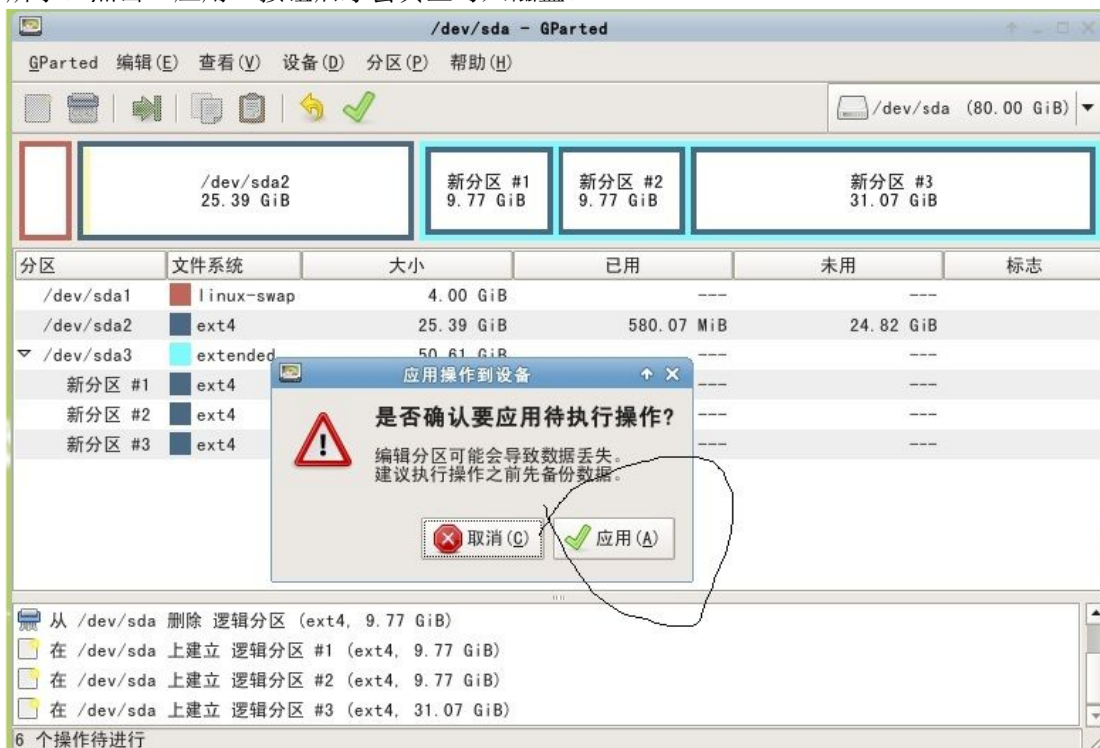 /dev/sda - GParted
GParted 编辑(E) 查看(V) 设备(D) 分区(P) 帮助(H)
/dev/sda (80.00 GiB)
/dev/sda2
25.39 GiB
新分区 #1
9.77 GiB
新分区 #2
9.77 GiB
新分区 #3
31.07 GiB
分区 文件系统 大小 已用 未用 标志
/dev/sda1 linux-swap 4.00 GiB --- ---
/dev/sda2 ext4 25.39 GiB 580.07 MiB 24.82 GiB
/dev/sda3 extended 50.61 GiB --- ---
新分区 #1 ext4 --- ---
新分区 #2 ext4 --- ---
新分区 #3 ext4 --- ---
应用操作到设备
是否确认要应用待执行操作?
编辑分区可能会导致数据丢失。
建议执行操作之前先备份数据。
取消(C) 应用(A)
从 /dev/sda 删除 逻辑分区 (ext4, 9.77 GiB)
在 /dev/sda 上建立 逻辑分区 #1 (ext4, 9.77 GiB)
在 /dev/sda 上建立 逻辑分区 #2 (ext4, 9.77 GiB)
在 /dev/sda 上建立 逻辑分区 #3 (ext4, 31.07 GiB)
6 个操作待进行